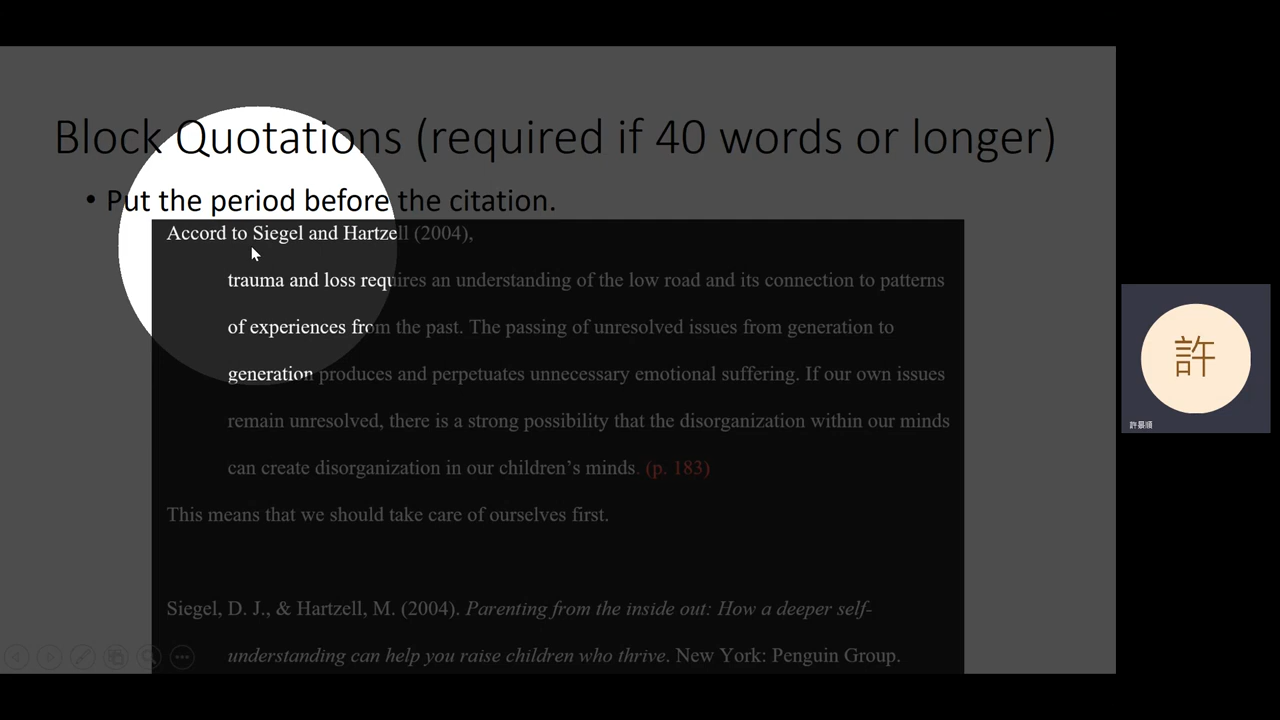 Block Quotations (required if 40 words or longer)
• Put the period before the citation.
Accord to Siegel and Hartzell (2004),
trauma and loss requires an understanding of the low road and its connection to patterns
of experiences from the past. The passing of unresolved issues from generation to
generation produces and perpetuates unnecessary emotional suffering. If our own issues
remain unresolved, there is a strong possibility that the disorganization within our minds
can create disorganization in our children’s minds. (p. 183)
This means that we should take care of ourselves first.
Siegel, D. J., & Hartzell, M. (2004). Parenting from the inside out: How a deeper self-
understanding can help you raise children who thrive. New York: Penguin Group.
許
許景順